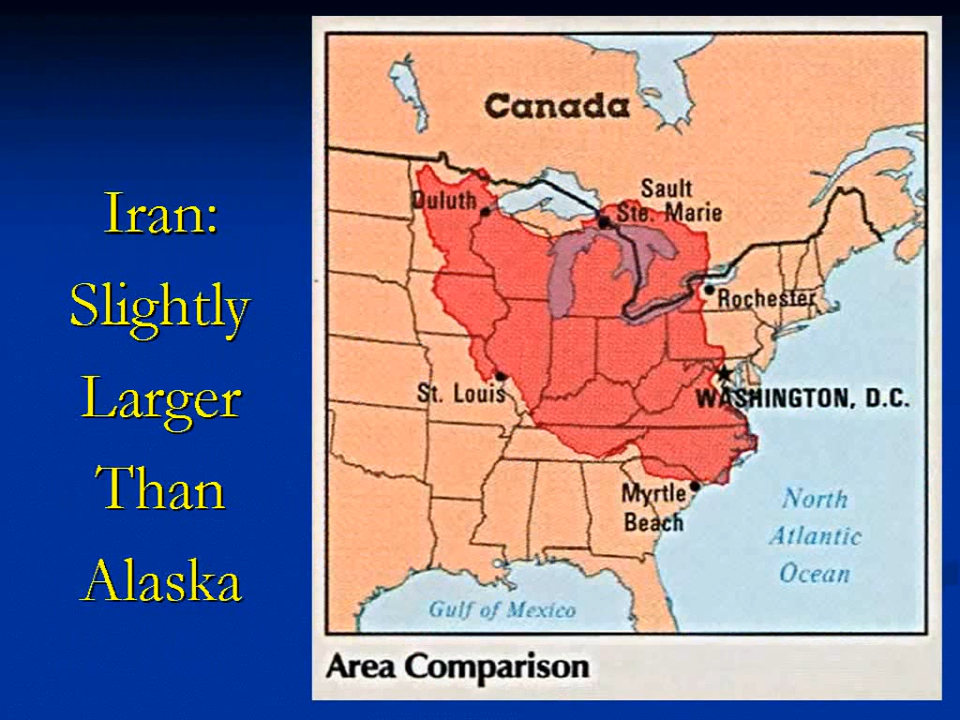 Iran:
Slightly
Larger
Than
Alaska
Canada
Duluth
Sault
Ste. Marie
Rochester
St. Louis
WASHINGTON, D.C.
Myrtle
Beach
North
Atlantic
Ocean
Gulf of Mexico
Area Comparison